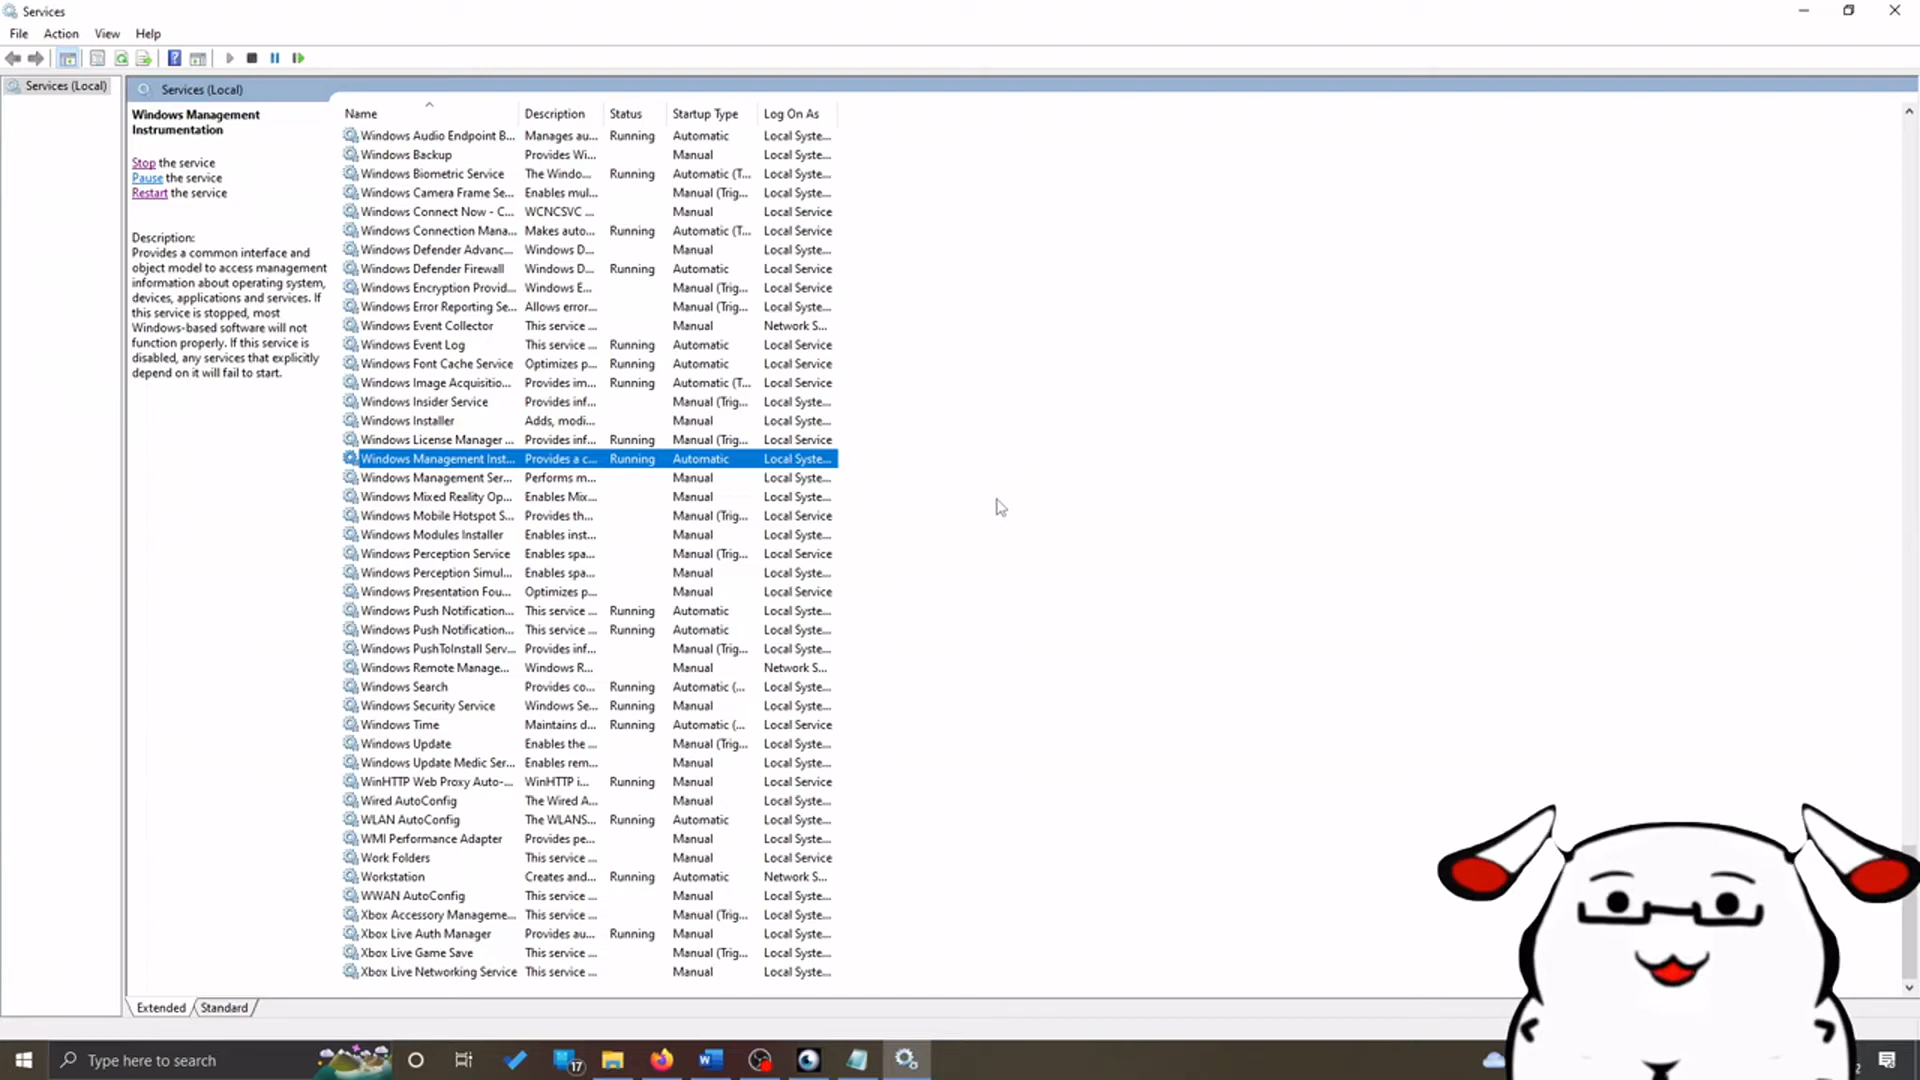 Services
File Action View Help
Services (Local)
Services (Local)
Windows Management
Instrumentation
Stop the service
Pause the service
Restart the service
Description:
Provides a common interface and
object model to access management
information about operating system,
devices, applications and services. If
this service is stopped, most
Windows-based software will not
function properly. If this service is
disabled, any services that explicitly
depend on it will fail to start.
Name Description Status Startup Type Log On As
Windows Audio Endpoint B... Manages au... Running Automatic Local Syste...
Windows Backup Provides Wi... Manual Local Syste...
Windows Biometric Service The Windo... Running Automatic (T... Local Syste...
Windows Camera Frame Se... Enables mul... Manual (Trig... Local Syste...
Windows Connect Now - C... WCNCSVC ... Manual Local Service
Windows Connection Mana... Makes auto... Running Automatic (T... Local Service
Windows Defender Advanc... Windows D... Manual Local Syste...
Windows Defender Firewall Windows D... Running Automatic Local Service
Windows Encryption Provid... Windows E... Manual (Trig... Local Service
Windows Error Reporting Se... Allows error... Manual (Trig... Local Syste...
Windows Event Collector This service ... Manual Network S...
Windows Event Log This service ... Running Automatic Local Service
Windows Font Cache Service Optimizes p... Running Automatic Local Service
Windows Image Acquisitio... Provides im... Running Automatic (T... Local Service
Windows Insider Service Provides inf... Manual (Trig... Local Syste...
Windows Installer Adds, modi... Manual Local Syste...
Windows License Manager ... Provides inf... Running Manual (Trig... Local Service
Windows Management Inst... Provides a c... Running Automatic Local Syste...
Windows Management Ser... Performs m... Manual Local Syste...
Windows Mixed Reality Op... Enables Mix... Manual Local Syste...
Windows Mobile Hotspot S... Provides th... Manual (Trig... Local Service
Windows Modules Installer Enables inst... Manual Local Syste...
Windows Perception Service Enables spa... Manual (Trig... Local Service
Windows Perception Simul... Enables spa... Manual Local Syste...
Windows Presentation Fou... Optimizes p... Manual Local Service
Windows Push Notification... This service ... Running Automatic Local Syste...
Windows Push Notification... This service ... Running Automatic Local Syste...
Windows PushToInstall Serv... Provides inf... Manual (Trig... Local Syste...
Windows Remote Manage... Windows R... Manual Network S...
Windows Search Provides co... Running Automatic (... Local Syste...
Windows Security Service Windows Se... Running Manual Local Syste...
Windows Time Maintains d... Running Automatic (... Local Service
Windows Update Enables the ... Manual (Trig... Local Syste...
Windows Update Medic Ser... Enables rem... Manual Local Syste...
WinHTTP Web Proxy Auto-... WinHTTP i... Running Manual Local Service
Wired AutoConfig The Wired A... Manual Local Syste...
WLAN AutoConfig The WLANS... Running Automatic Local Syste...
WMI Performance Adapter Provides pe... Manual Local Syste...
Work Folders This service ... Manual Local Service
Workstation Creates and... Running Automatic Network S...
WWAN AutoConfig This service ... Manual Local Syste...
Xbox Accessory Manageme... This service ... Manual (Trig... Local Syste...
Xbox Live Auth Manager Provides au... Running Manual Local Syste...
Xbox Live Game Save This service ... Manual (Trig... Local Syste...
Xbox Live Networking Service This service ... Manual Local Syste...
Extended Standard
Type here to search 17